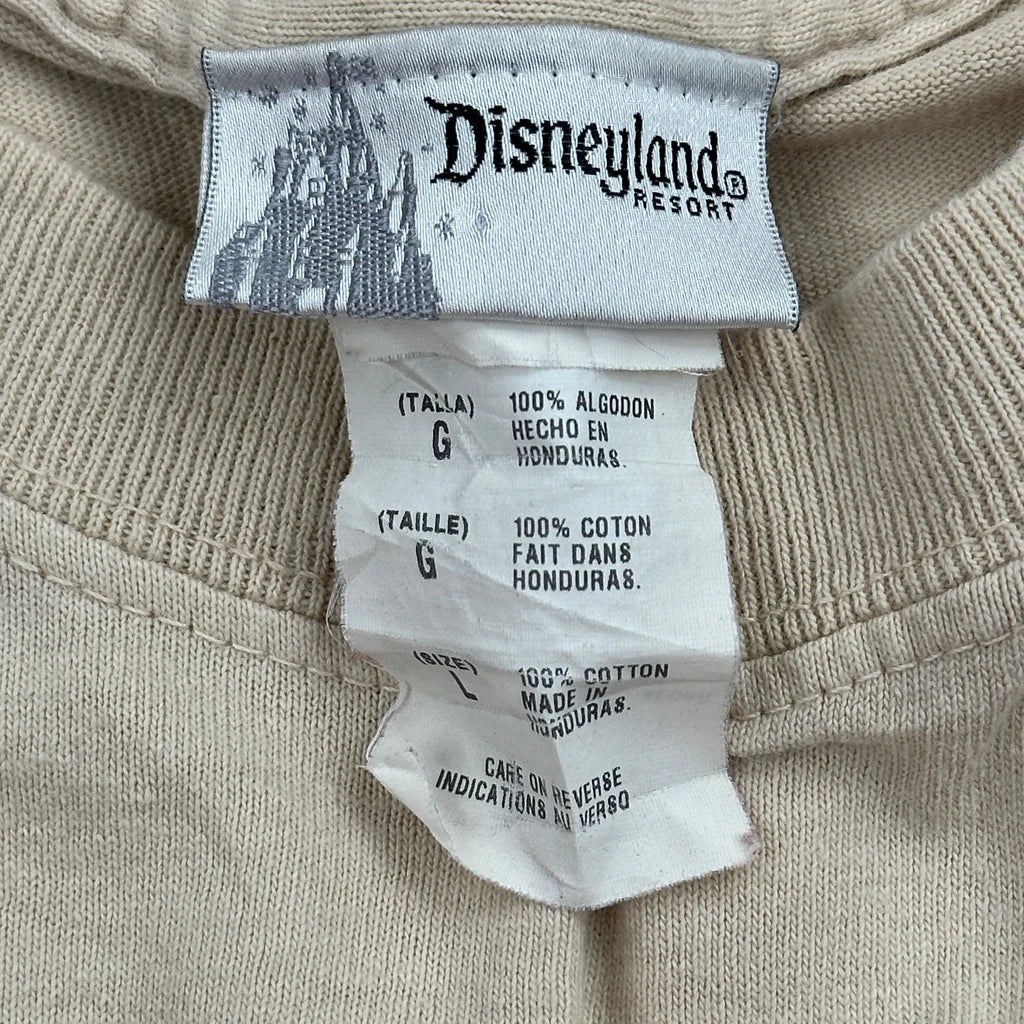 Disneyland®
RESORT
(TALLA) 100% ALGODON
G HECHO EN
HONDURAS.
(TAILLE) 100% COTON
G FAIT DANS
HONDURAS.
(SIZE) 100% COTTON
L MADE IN
HONDURAS.
CARE ON REVERSE
INDICATIONS AU VERSO